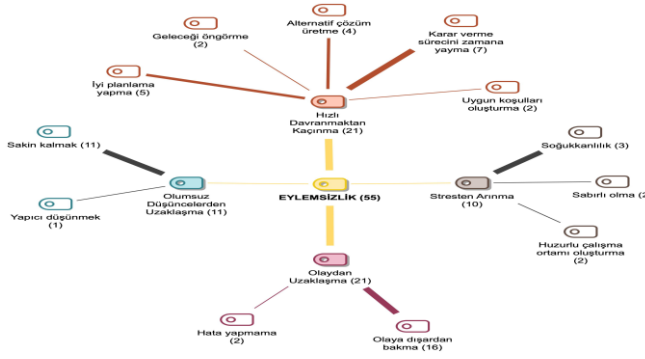 Alternatif çözüm
üretme (4)
Geleceği öngörme
(2)
Karar verme
sürecini zamana
yayma (7)
İyi planlama
yapma (5)
Uygun koşulları
oluşturma (2)
Hızlı
Davranmaktan
Kaçınma (21)
Sakin kalmak (11)
Soğukkanlılık (3)
Olumsuz
Düşüncelerden
Uzaklaşma (11)
EYLEMSİZLİK (55)
Stresten Arınma
(10)
Sabırlı olma (2
Yapıcı düşünmek
(1)
Huzurlu çalışma
ortamı oluşturma
(2)
Olaydan
Uzaklaşma (21)
Hata yapmama
(2)
Olaya dışardan
bakma (16)